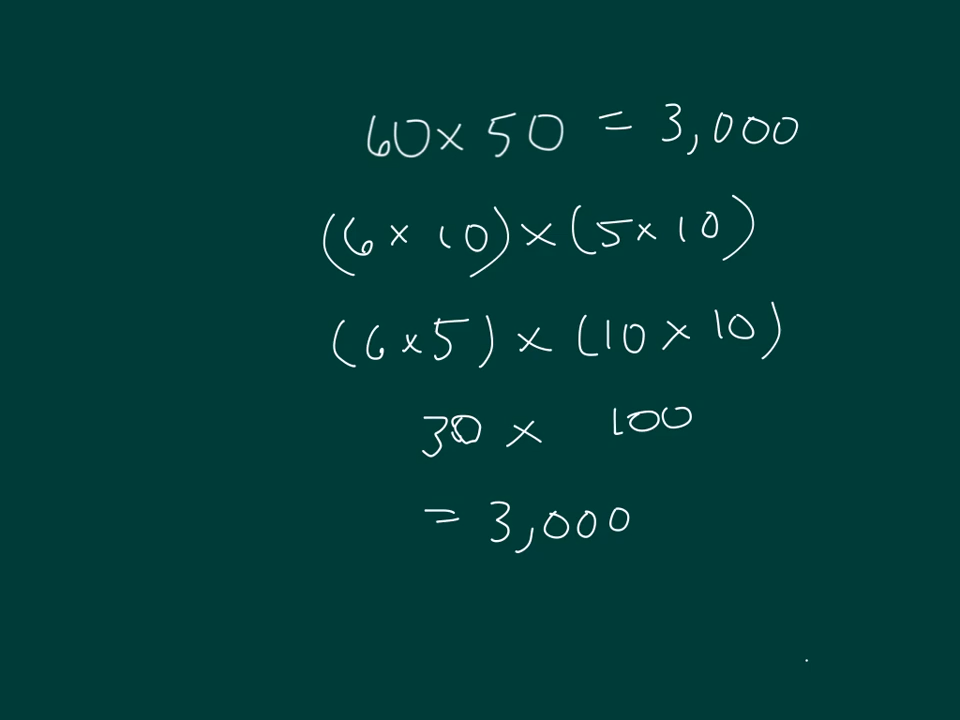 60 x 50 = 3,000
(6 x 10) x (5 x 10)
(6 x 5) x (10 x 10)
30 x 100
= 3,000